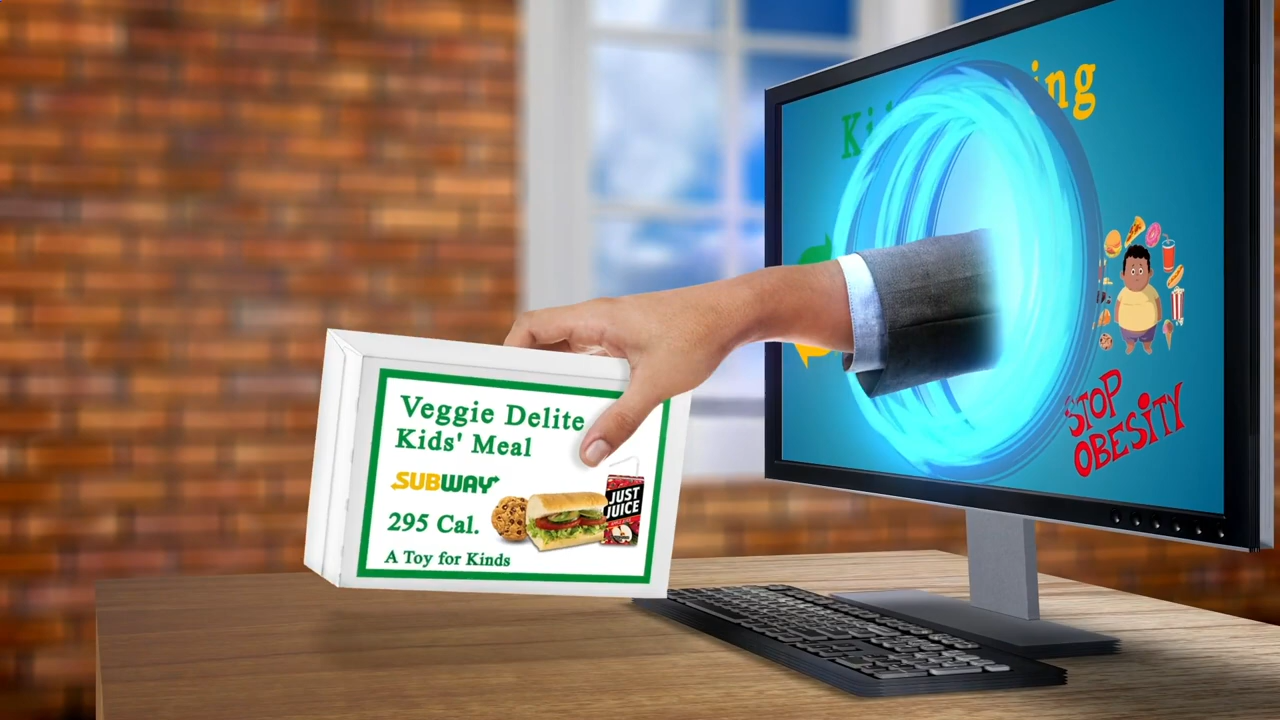 Veggie Delite
Kids' Meal
SUBWAY
295 Cal.
A Toy for Kinds
JUST
JUICE
STOP
OBESITY